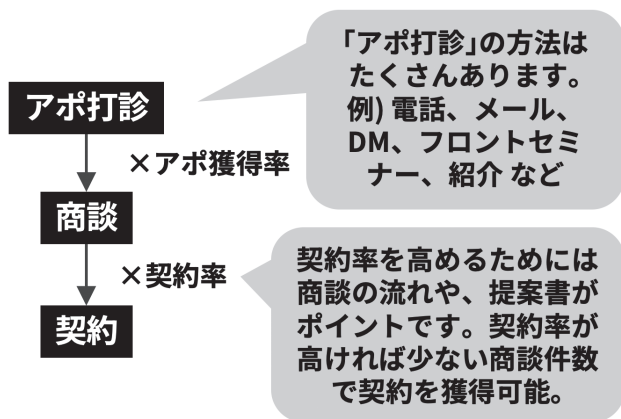 「アポ打診」の方法は
たくさんあります。
例) 電話、メール、
DM、フロントセミ
ナー、紹介 など
アポ打診
×アポ獲得率
商談
×契約率
契約
契約率を高めるためには
商談の流れや、提案書が
ポイントです。契約率が
高ければ少ない商談件数
で契約を獲得可能。